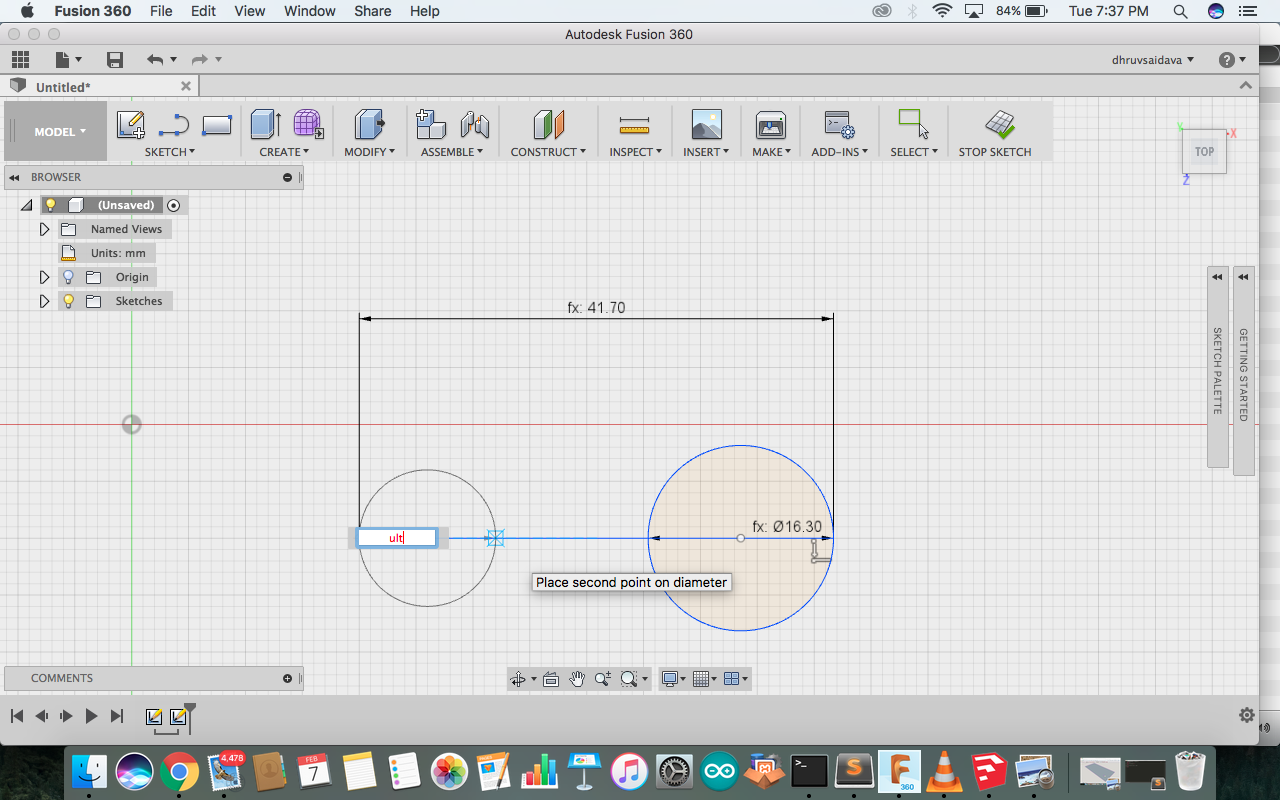 Fusion 360 File Edit View Window Share Help 84% Tue 7:37 PM
Autodesk Fusion 360
dhruvsaidava ?
Untitled*
MODEL SKETCH CREATE MODIFY ASSEMBLE CONSTRUCT INSPECT INSERT MAKE ADD-INS SELECT STOP SKETCH
Y X
TOP
Z
BROWSER
(Unsaved)
Named Views
Units: mm
Origin
Sketches
fx: 41.70
SKETCH PALETTE
GETTING STARTED
fx: Ø16.30
ult
Place second point on diameter
COMMENTS
4,478
FEB
7
S
F
360